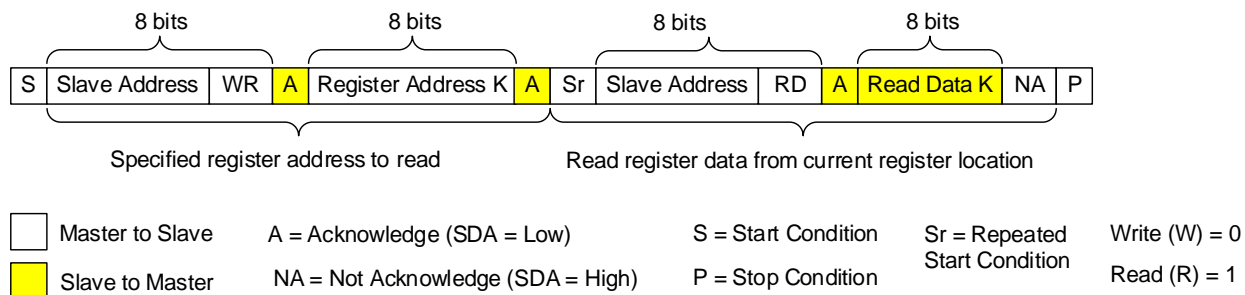 8 bits 8 bits 8 bits 8 bits
S Slave Address WR A Register Address K A Sr Slave Address RD A Read Data K NA P
Specified register address to read Read register data from current register location
Master to Slave A = Acknowledge (SDA = Low) S = Start Condition Sr = Repeated Write (W) = 0
Start Condition
Slave to Master NA = Not Acknowledge (SDA = High) P = Stop Condition Read (R) = 1